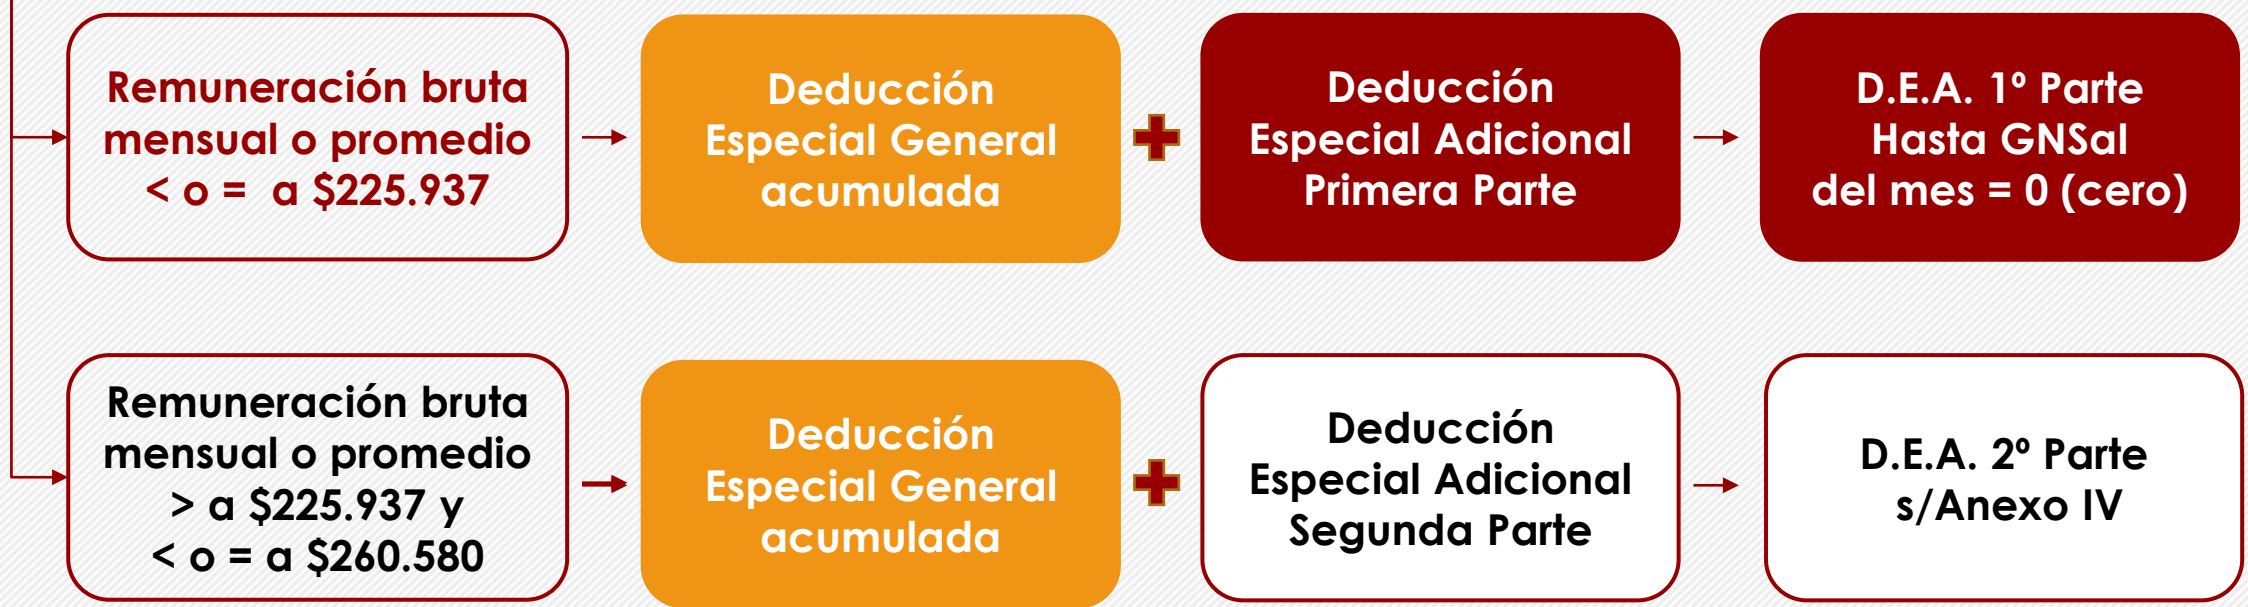 Remuneración bruta
mensual o promedio
< o = a $225.937
Deducción
Especial General
acumulada
Deducción
Especial Adicional
Primera Parte
D.E.A. 1º Parte
Hasta GNSal
del mes = 0 (cero)
Remuneración bruta
mensual o promedio
> a $225.937 y
< o = a $260.580
Deducción
Especial General
acumulada
Deducción
Especial Adicional
Segunda Parte
D.E.A. 2º Parte
s/Anexo IV